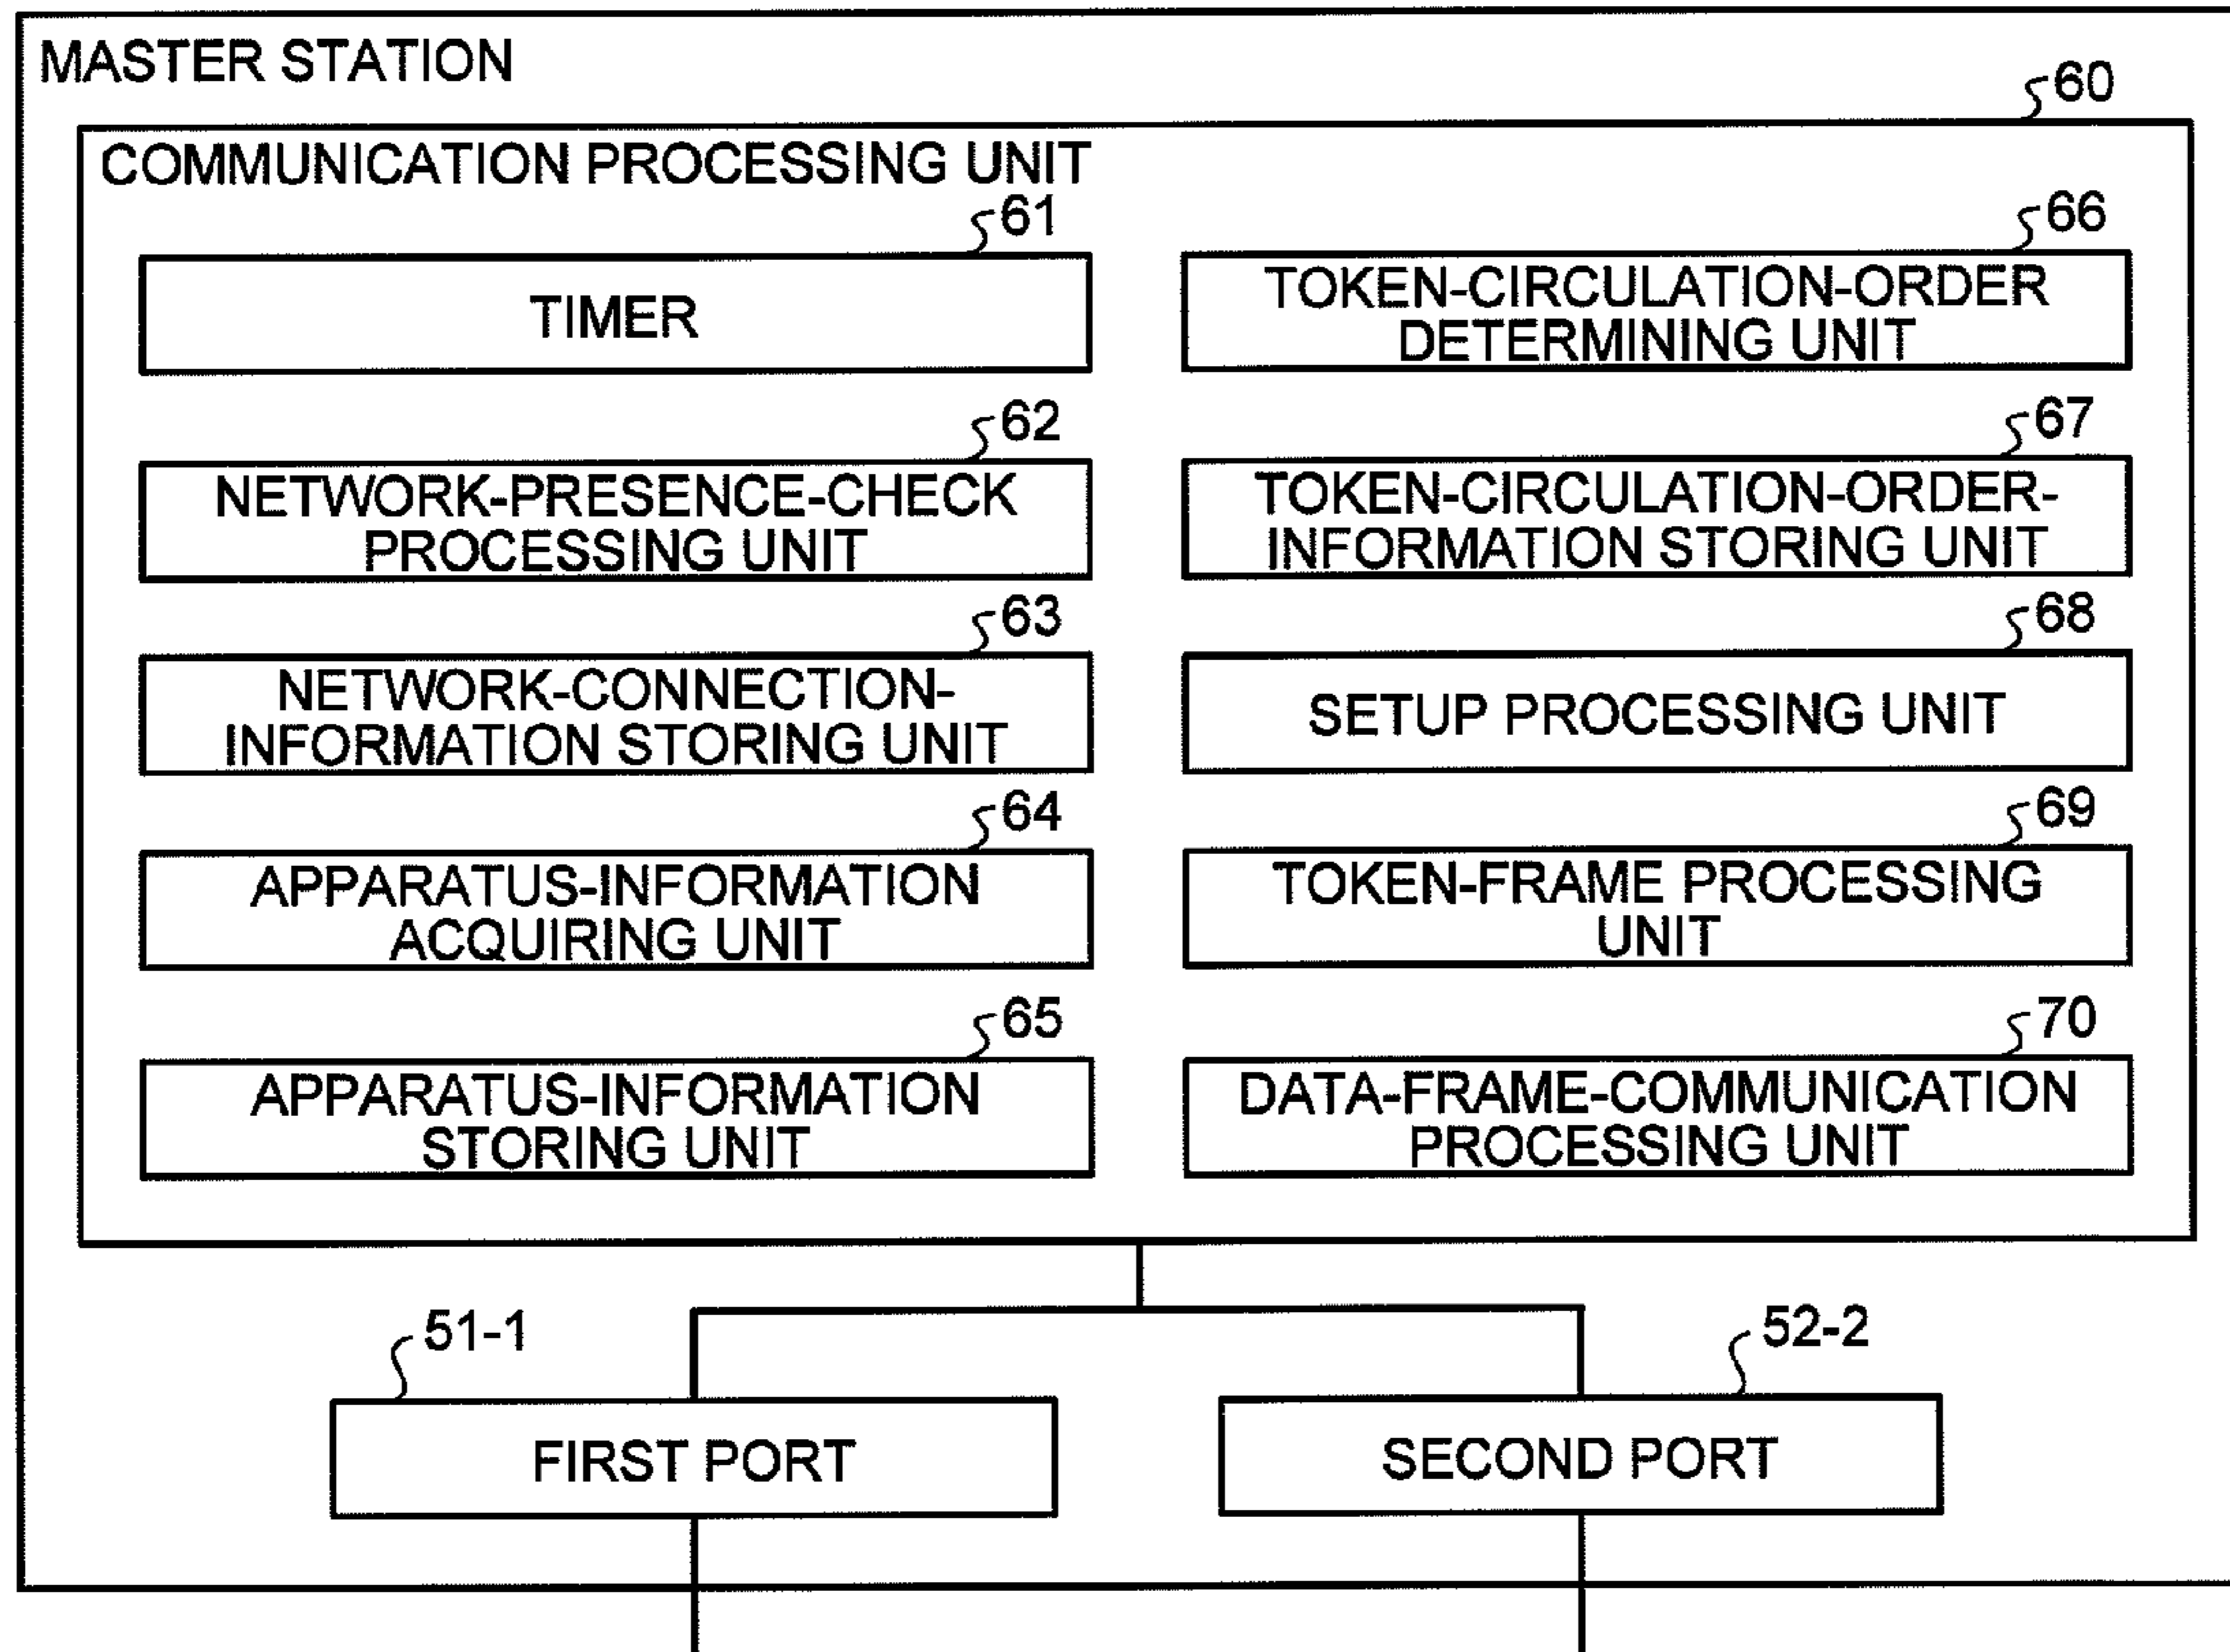 MASTER STATION
60
COMMUNICATION PROCESSING UNIT
61
TIMER
62
NETWORK-PRESENCE-CHECK
PROCESSING UNIT
63
NETWORK-CONNECTION-
INFORMATION STORING UNIT
64
APPARATUS-INFORMATION
ACQUIRING UNIT
65
APPARATUS-INFORMATION
STORING UNIT
66
TOKEN-CIRCULATION-ORDER
DETERMINING UNIT
67
TOKEN-CIRCULATION-ORDER-
INFORMATION STORING UNIT
68
SETUP PROCESSING UNIT
69
TOKEN-FRAME PROCESSING
UNIT
70
DATA-FRAME-COMMUNICATION
PROCESSING UNIT
51-1
FIRST PORT
52-2
SECOND PORT